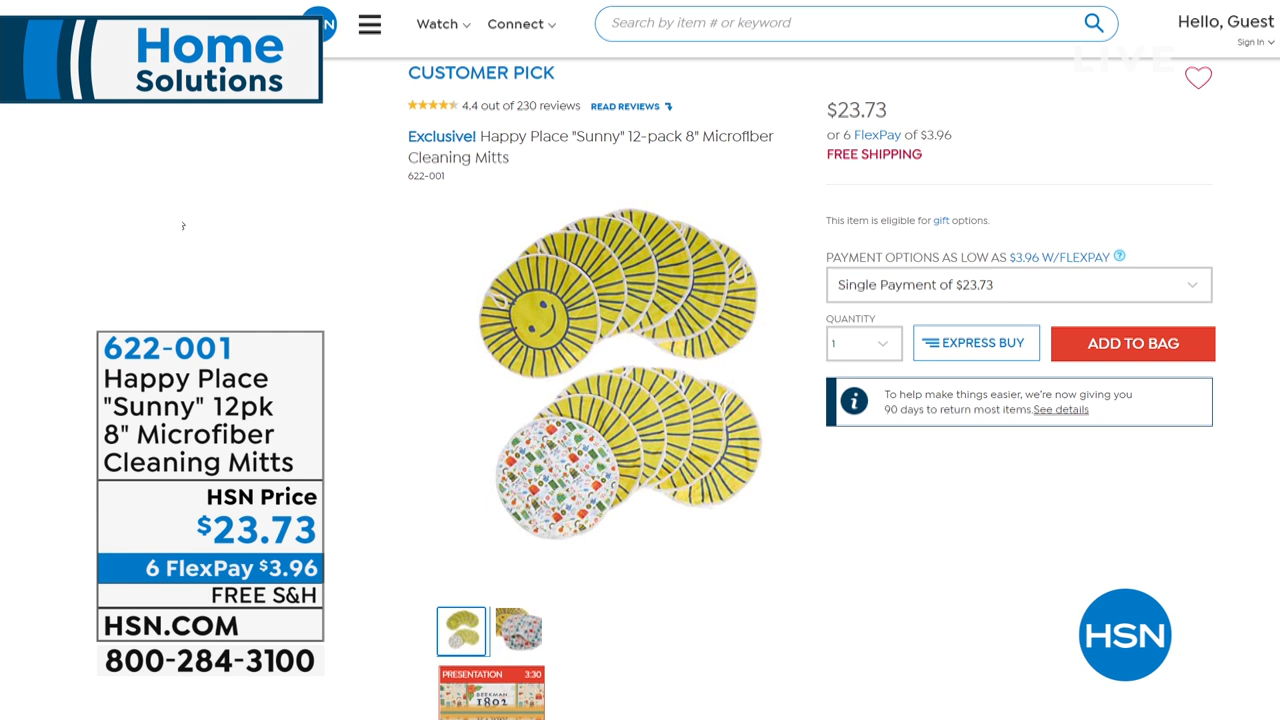 Home
Solutions
N
Watch
Connect
Search by item # or keyword
Hello, Guest
Sign In
LIVE
CUSTOMER PICK
4.4 out of 230 reviews READ REVIEWS
Exclusive! Happy Place "Sunny" 12-pack 8" Microfiber
Cleaning Mitts
622-001
$23.73
or 6 FlexPay of $3.96
FREE SHIPPING
This item is eligible for gift options.
PAYMENT OPTIONS AS LOW AS $3.96 W/FLEXPAY ?
Single Payment of $23.73
QUANTITY
1
EXPRESS BUY
ADD TO BAG
i
To help make things easier, we're now giving you
90 days to return most items.See details
622-001
Happy Place
"Sunny" 12pk
8" Microfiber
Cleaning Mitts
HSN Price
$23.73
6 FlexPay $3.96
FREE S&H
HSN.COM
800-284-3100
PRESENTATION 3:30
BEEKMAN
1802
HSN